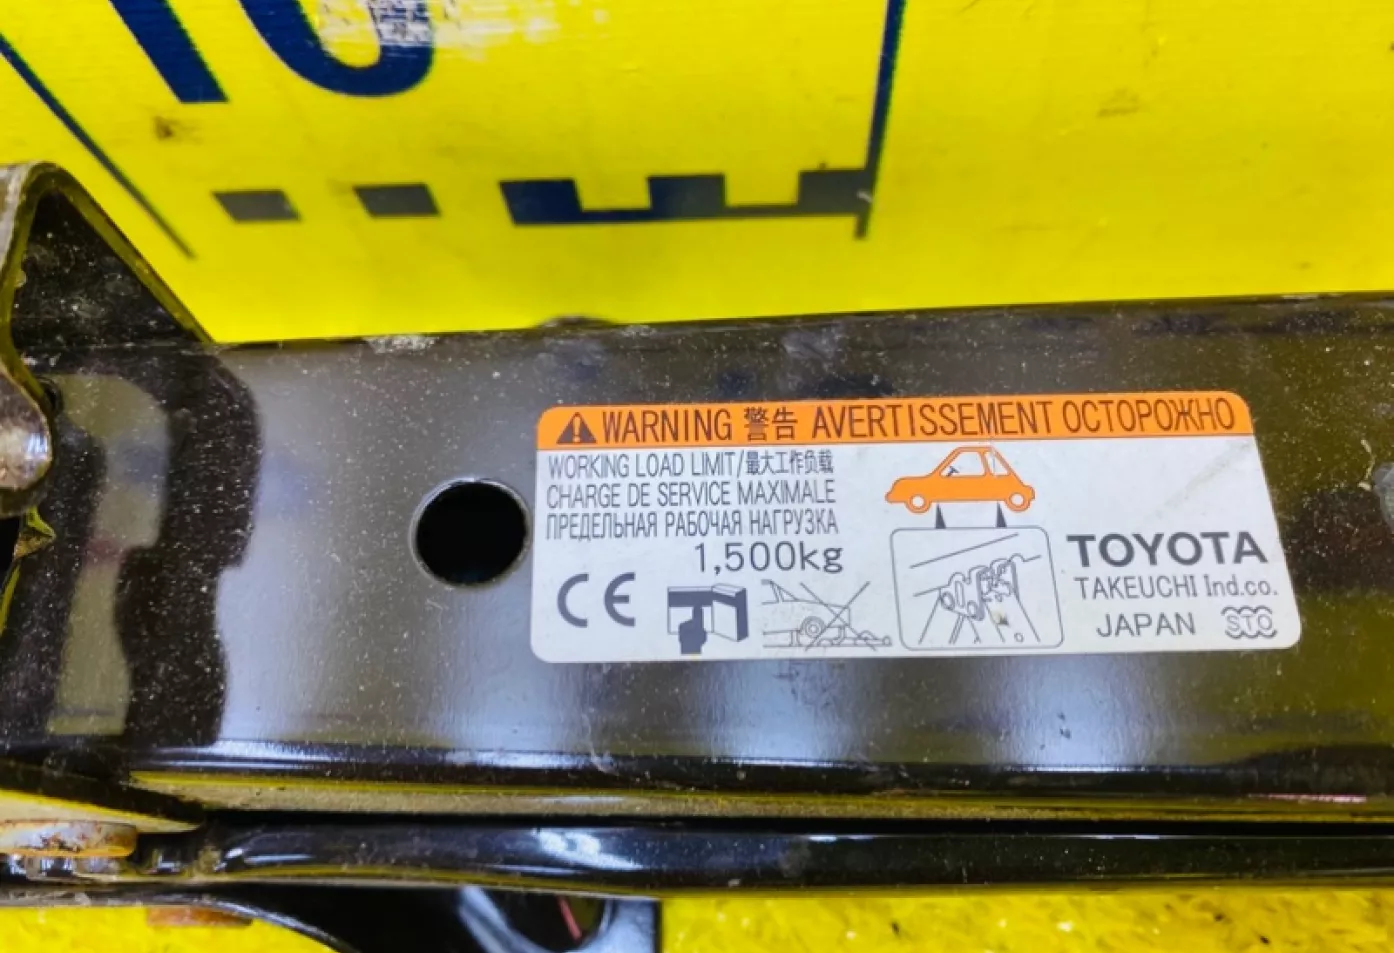 WARNING 警告 AVERTISSEMENT ОСТОРОЖНО
WORKING LOAD LIMIT/最大工作负载
CHARGE DE SERVICE MAXIMALE
ПРЕДЕЛЬНАЯ РАБОЧАЯ НАГРУЗКА
1,500kg
CE
TOYOTA
TAKEUCHI Ind.co.
JAPAN STO